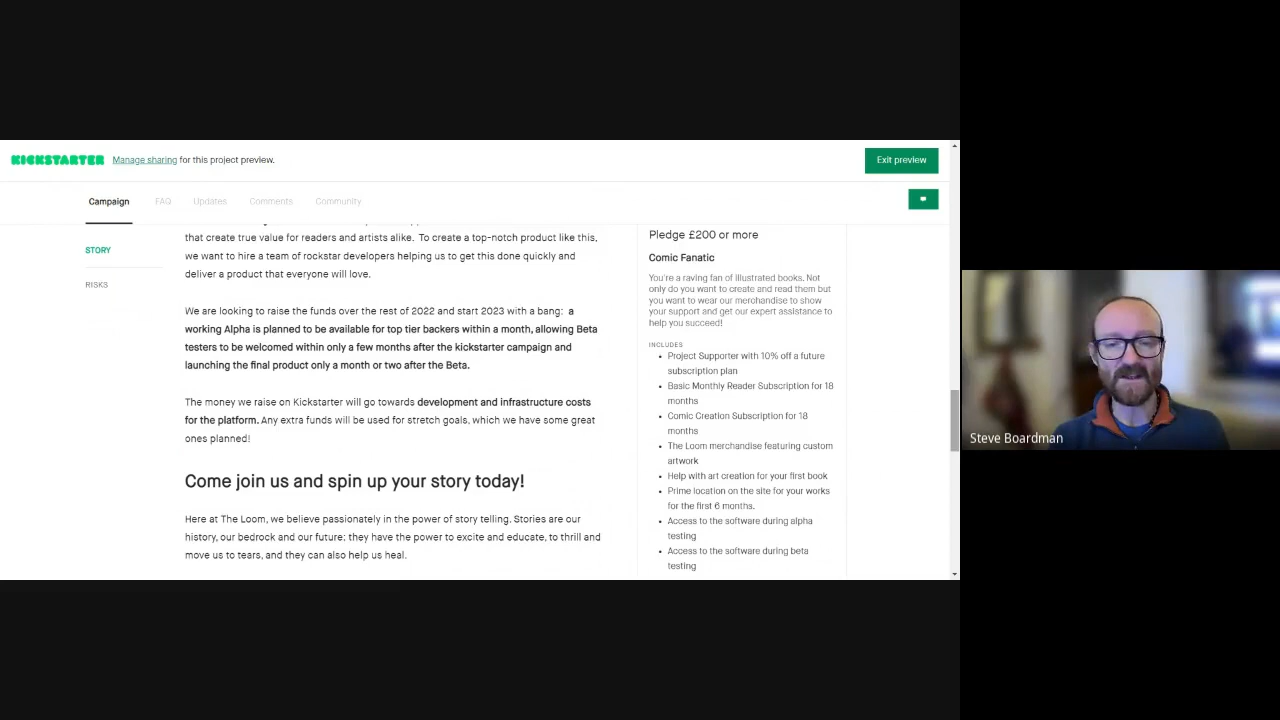 KICKSTARTER Manage sharing for this project preview. Exit preview
Campaign FAQ Updates Comments Community
STORY
RISKS
that create true value for readers and artists alike. To create a top-notch product like this,
we want to hire a team of rockstar developers helping us to get this done quickly and
deliver a product that everyone will love.
We are looking to raise the funds over the rest of 2022 and start 2023 with a bang: a
working Alpha is planned to be available for top tier backers within a month, allowing Beta
testers to be welcomed within only a few months after the kickstarter campaign and
launching the final product only a month or two after the Beta.
The money we raise on Kickstarter will go towards development and infrastructure costs
for the platform. Any extra funds will be used for stretch goals, which we have some great
ones planned!
Come join us and spin up your story today!
Here at The Loom, we believe passionately in the power of story telling. Stories are our
history, our bedrock and our future: they have the power to excite and educate, to thrill and
move us to tears, and they can also help us heal.
Pledge £200 or more
Comic Fanatic
You're a raving fan of illustrated books. Not
only do you want to create and read them but
you want to wear our merchandise to show
your support and get our expert assistance to
help you succeed!
INCLUDES
• Project Supporter with 10% off a future
subscription plan
• Basic Monthly Reader Subscription for 18
months
• Comic Creation Subscription for 18
months
• The Loom merchandise featuring custom
artwork
• Help with art creation for your first book
• Prime location on the site for your works
for the first 6 months.
• Access to the software during alpha
testing
• Access to the software during beta
testing
Steve Boardman